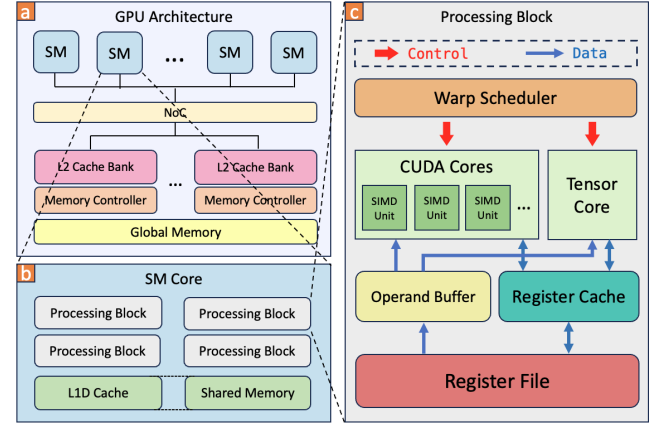 a
GPU Architecture
SM
SM
...
SM
SM
NoC
L2 Cache Bank
L2 Cache Bank
...
Memory Controller
Memory Controller
Global Memory
b
SM Core
Processing Block
Processing Block
Processing Block
Processing Block
L1D Cache
Shared Memory
c
Processing Block
Control
Data
Warp Scheduler
CUDA Cores
SIMD
Unit
SIMD
Unit
SIMD
Unit
...
Tensor
Core
Operand Buffer
Register Cache
Register File